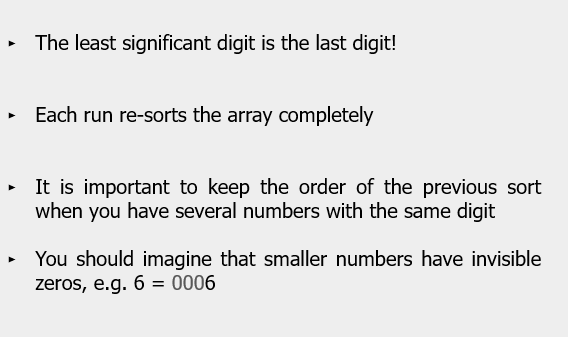 ► The least significant digit is the last digit!
► Each run re-sorts the array completely
► It is important to keep the order of the previous sort
when you have several numbers with the same digit
► You should imagine that smaller numbers have invisible
zeros, e.g. 6 = 0006